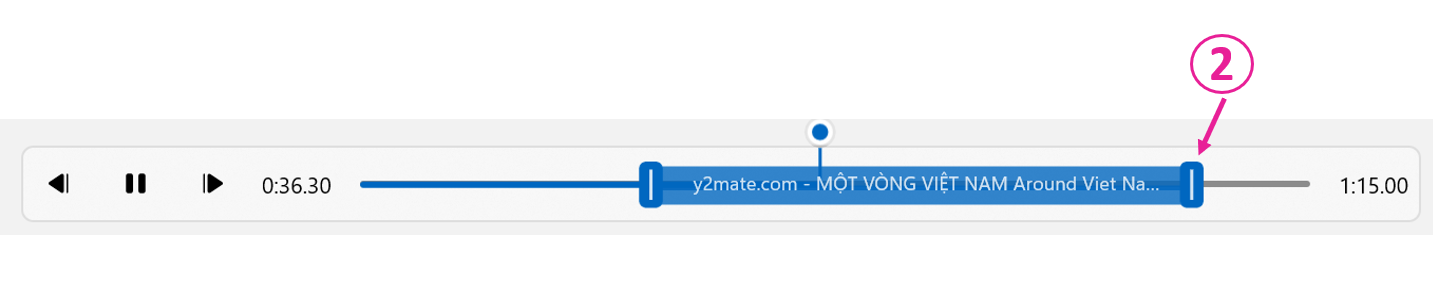 2
0:36.30 y2mate.com - MỘT VÒNG VIỆT NAM Around Viet Na... 1:15.00